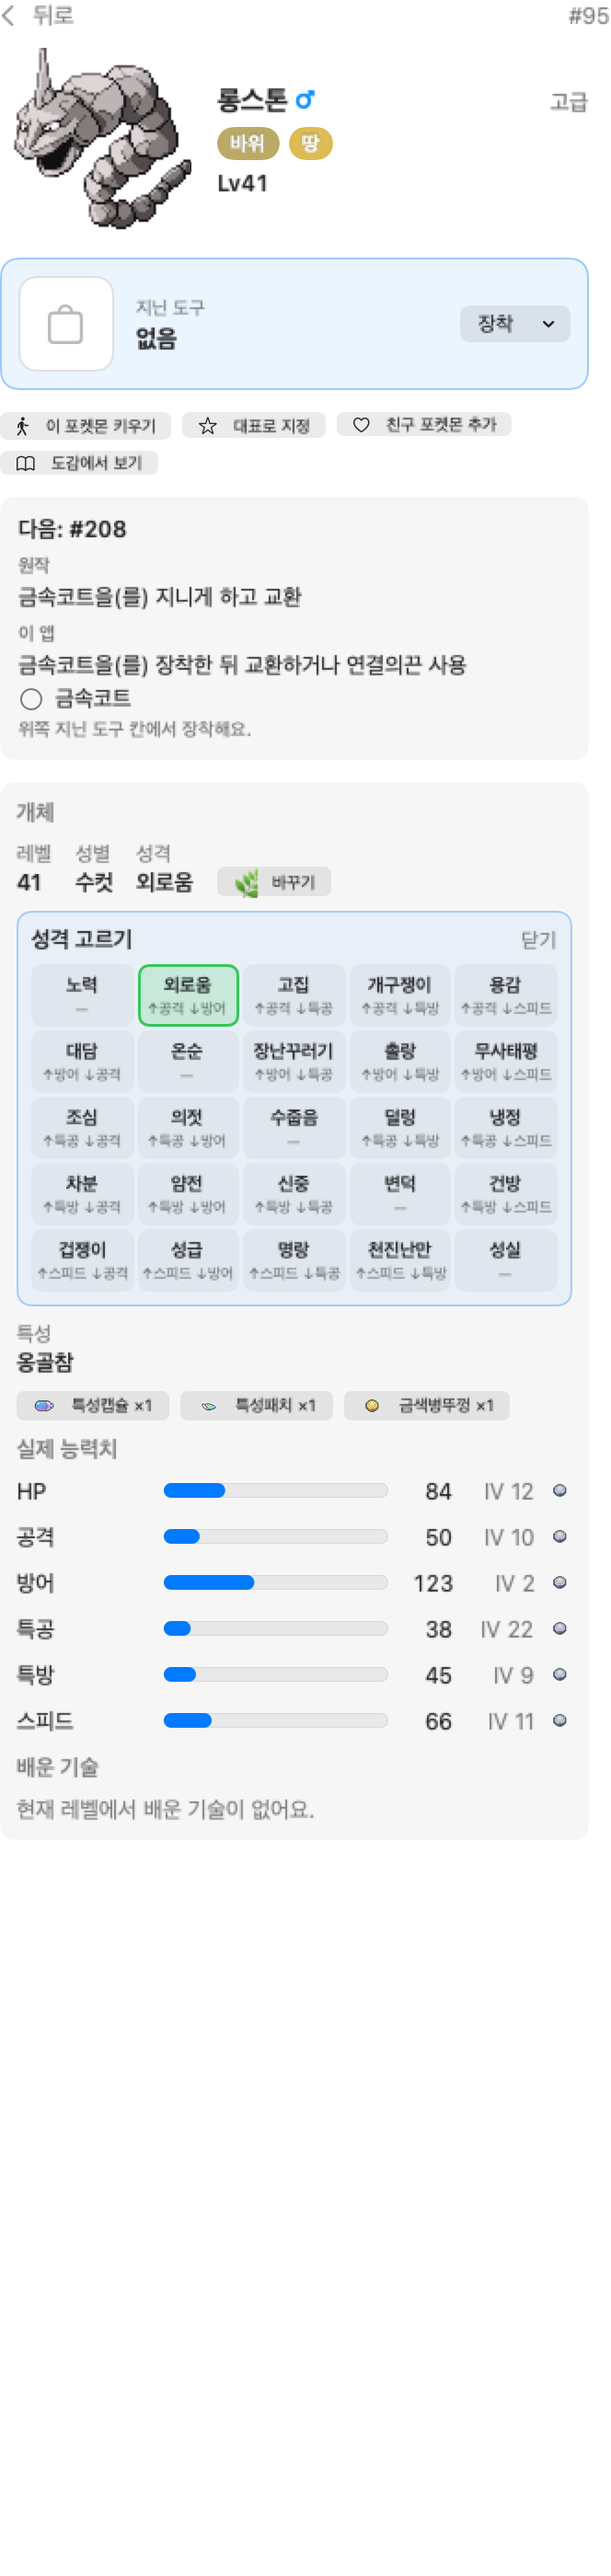 뒤로 #95
롱스톤 ♂ 고급
바위 땅
Lv41
지닌 도구
없음
장착
이 포켓몬 키우기 대표로 지정 친구 포켓몬 추가
도감에서 보기
다음: #208
원작
금속코트을(를) 지니게 하고 교환
이 앱
금속코트을(를) 장착한 뒤 교환하거나 연결의끈 사용
금속코트
위쪽 지닌 도구 칸에서 장착해요.
개체
레벨 성별 성격
41 수컷 외로움 바꾸기
성격 고르기 닫기
노력 외로움 고집 개구쟁이 용감
— ↑공격 ↓방어 ↑공격 ↓특공 ↑공격 ↓특방 ↑공격 ↓스피드
대담 온순 장난꾸러기 촐랑 무사태평
↑방어 ↓공격 — ↑방어 ↓특공 ↑방어 ↓특방 ↑방어 ↓스피드
조심 의젓 수줍음 덜렁 냉정
↑특공 ↓공격 ↑특공 ↓방어 — ↑특공 ↓특방 ↑특공 ↓스피드
차분 얌전 신중 변덕 건방
↑특방 ↓공격 ↑특방 ↓방어 ↑특방 ↓특공 — ↑특방 ↓스피드
겁쟁이 성급 명랑 천진난만 성실
↑스피드 ↓공격 ↑스피드 ↓방어 ↑스피드 ↓특공 ↑스피드 ↓특방 —
특성
옹골참
특성캡슐 ×1 특성패치 ×1 금색병뚜껑 ×1
실제 능력치
HP 84 IV 12
공격 50 IV 10
방어 123 IV 2
특공 38 IV 22
특방 45 IV 9
스피드 66 IV 11
배운 기술
현재 레벨에서 배운 기술이 없어요.